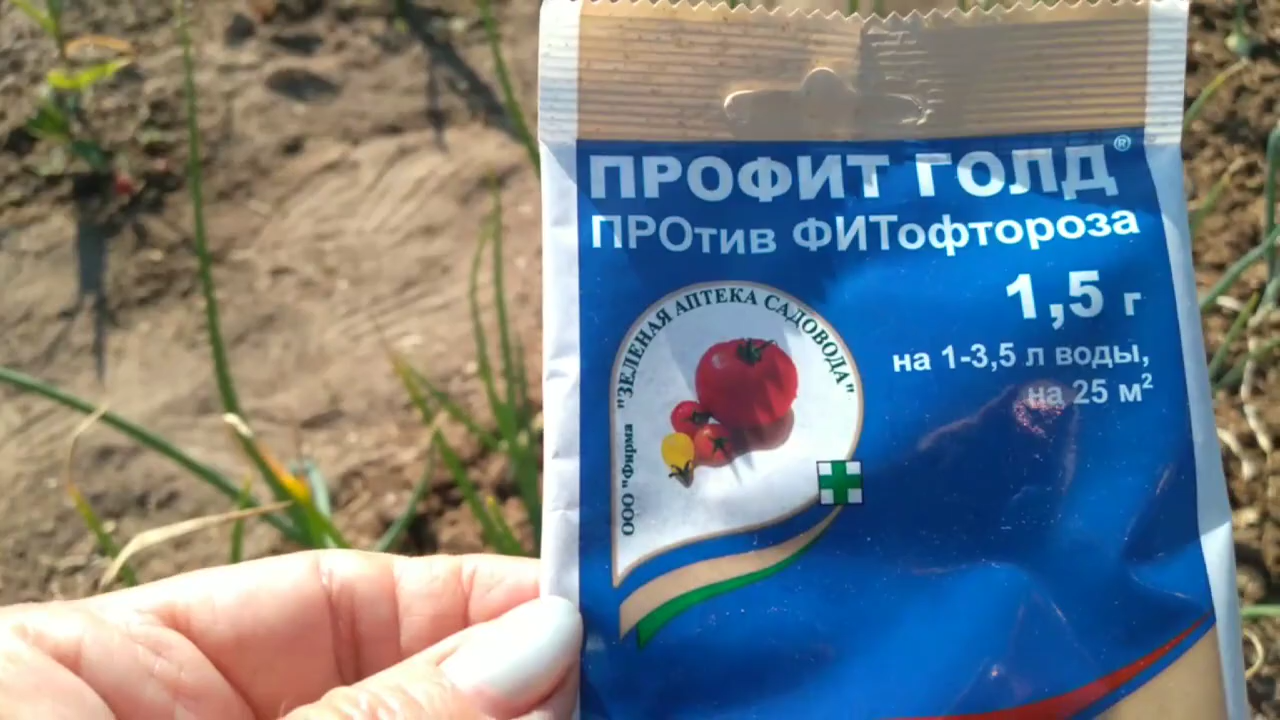 ПРОФИТ ГОЛД®
ПРОтив ФИТофтороза
1,5 г
на 1-3,5 л воды,
на 25 м²
ООО "Фирма "ЗЕЛЕНАЯ АПТЕКА САДОВОДА"